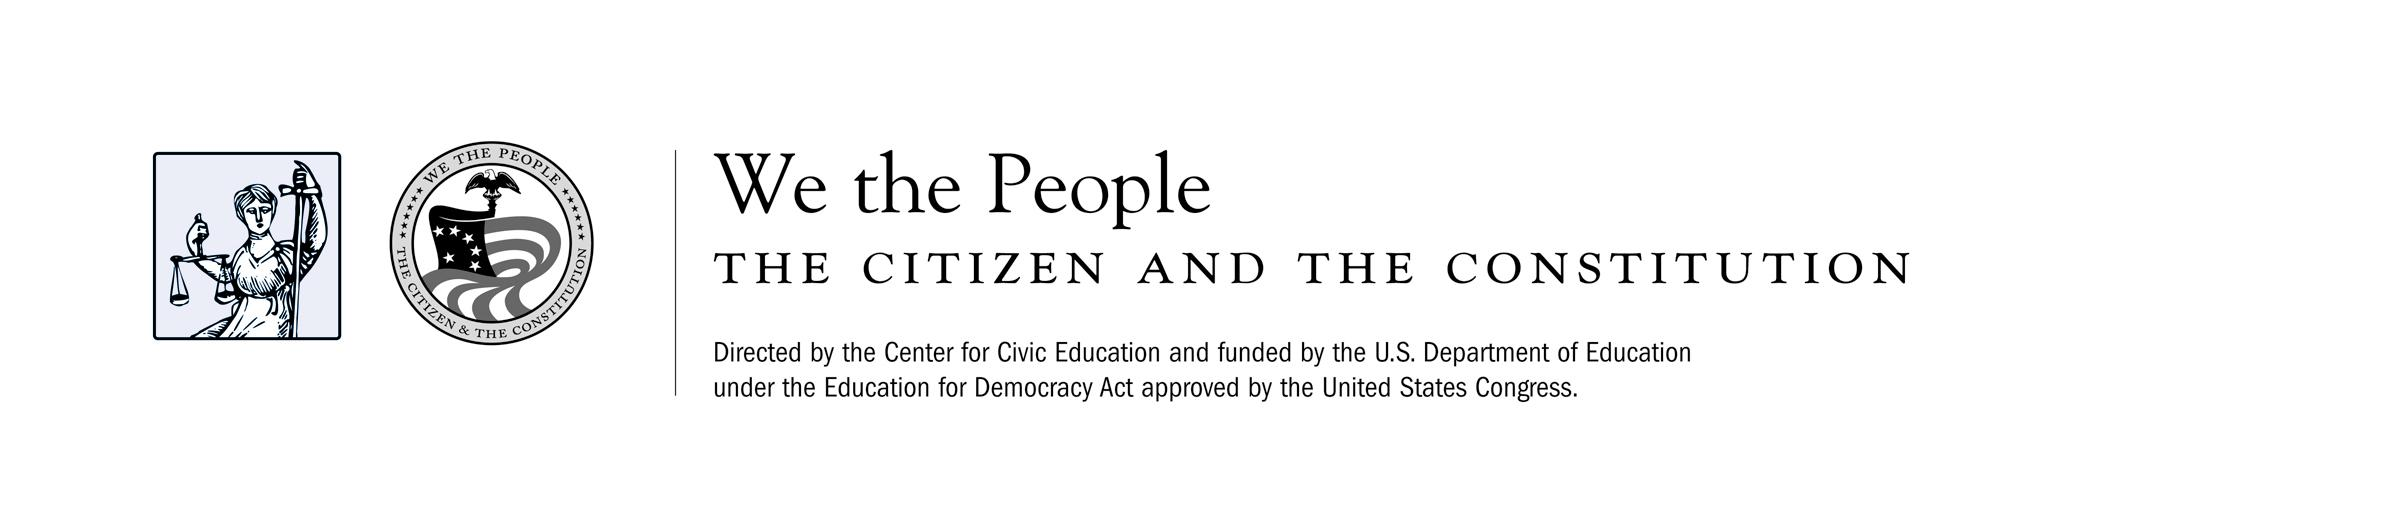 WE THE PEOPLE
THE CITIZEN & THE CONSTITUTION
We the People
THE CITIZEN AND THE CONSTITUTION
Directed by the Center for Civic Education and funded by the U.S. Department of Education
under the Education for Democracy Act approved by the United States Congress.